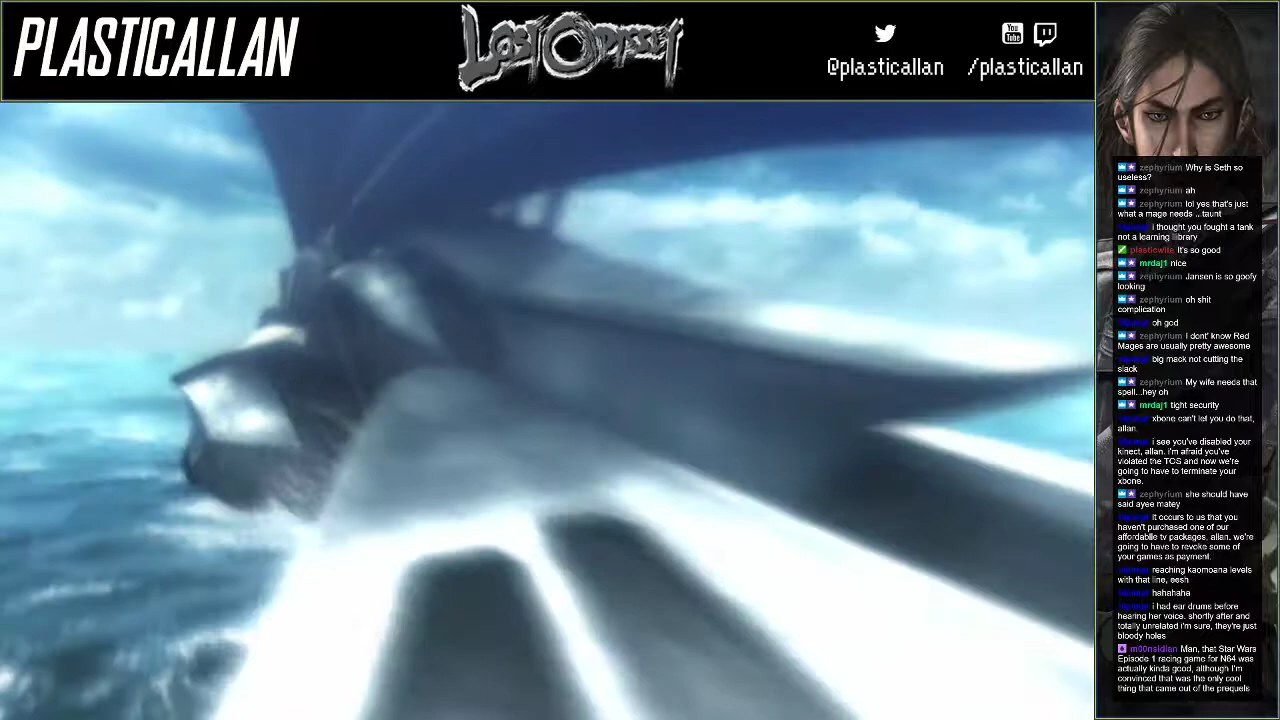 PLASTICALLAN
LOST ODYSSEY
You
Tube
@plasticallan
/plasticallan
zephyrium Why is Seth so
useless?
zephyrium ah
zephyrium lol yes that's just
what a mage needs ...taunt
i thought you fought a tank
not a learning library
plasticwife It's so good
mrdaj1 nice
zephyrium Jansen is so goofy
looking
zephyrium oh shit
complication
oh god
zephyrium I dont' know Red
Mages are usually pretty awesome
big mack not cutting the
slack
zephyrium My wife needs that
spell..hey oh
mrdaj1 tight security
xbone can't let you do that,
allan.
i see you've disabled your
kinect, allan. I'm afraid you've
violated the TOS and now we're
going to have to terminate your
xbone.
zephyrium she should have
said ayee matey
It occurs to us that you
haven't purchased one of our
affordable tv packages, allan. we're
going to have to revoke some of
your games as payment.
reaching kaomoana levels
with that line, eesh
hahahaha
i had ear drums before
hearing her voice. shortly after and
totally unrelated i'm sure, they're just
bloody holes
m00nsidian Man, that Star Wars
Episode 1 racing game for N64 was
actually kinda good, although I'm
convinced that was the only cool
thing that came out of the prequels